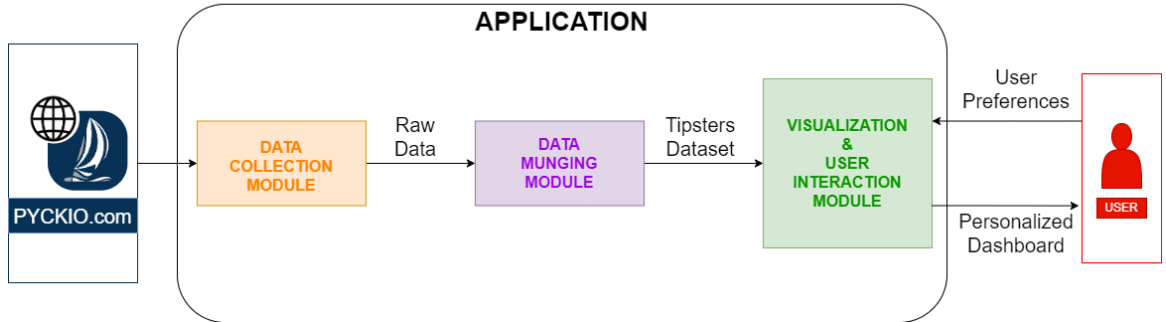 APPLICATION
PYCKIO.com
DATA
COLLECTION
MODULE
Raw
Data
DATA
MUNGING
MODULE
Tipsters
Dataset
VISUALIZATION
&
USER
INTERACTION
MODULE
User
Preferences
Personalized
Dashboard
USER